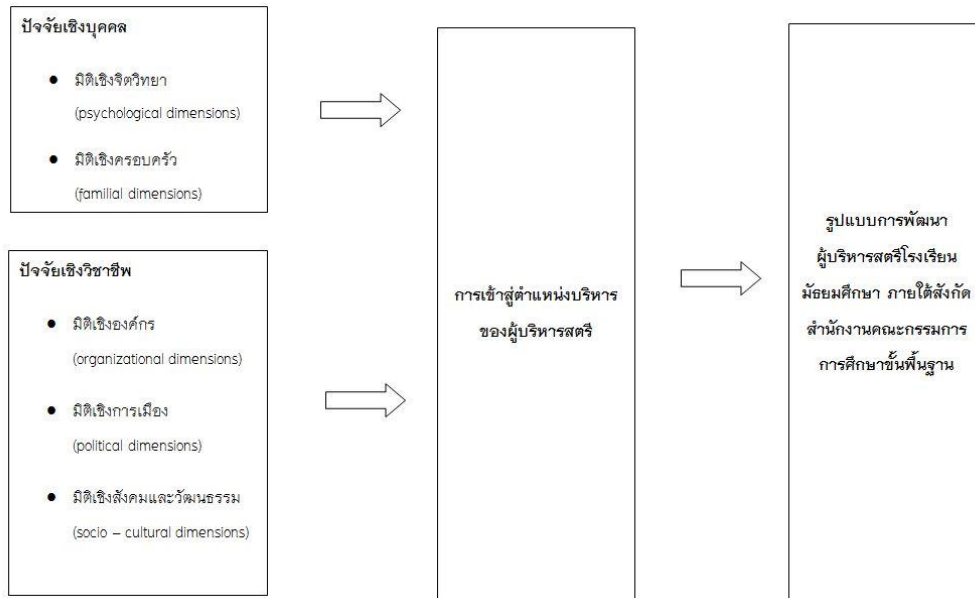 ปัจจัยเชิงบุคคล
● มิติเชิงจิตวิทยา
(psychological dimensions)
● มิติเชิงครอบครัว
(familial dimensions)
ปัจจัยเชิงวิชาชีพ
● มิติเชิงองค์กร
(organizational dimensions)
● มิติเชิงการเมือง
(political dimensions)
● มิติเชิงสังคมและวัฒนธรรม
(socio – cultural dimensions)
การเข้าสู่ตำแหน่งบริหาร
ของผู้บริหารสตรี
รูปแบบการพัฒนา
ผู้บริหารสตรีโรงเรียน
มัธยมศึกษา ภายใต้สังกัด
สำนักงานคณะกรรมการ
การศึกษาขั้นพื้นฐาน